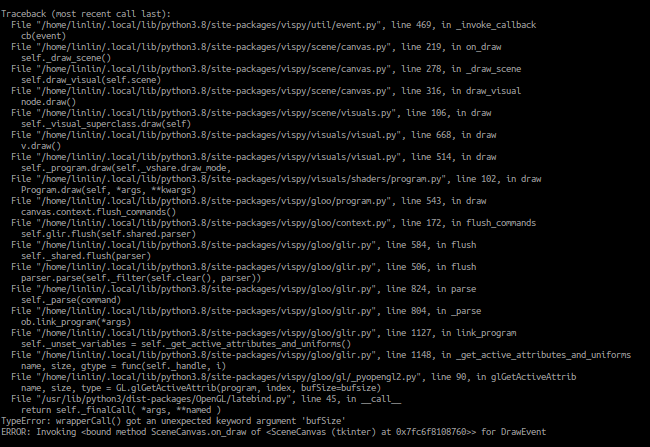 Traceback (most recent call last):
  File "/home/linlin/.local/lib/python3.8/site-packages/vispy/util/event.py", line 469, in _invoke_callback
    cb(event)
  File "/home/linlin/.local/lib/python3.8/site-packages/vispy/scene/canvas.py", line 219, in on_draw
    self._draw_scene()
  File "/home/linlin/.local/lib/python3.8/site-packages/vispy/scene/canvas.py", line 278, in _draw_scene
    self.draw_visual(self.scene)
  File "/home/linlin/.local/lib/python3.8/site-packages/vispy/scene/canvas.py", line 316, in draw_visual
    node.draw()
  File "/home/linlin/.local/lib/python3.8/site-packages/vispy/scene/visuals.py", line 106, in draw
    self._visual_superclass.draw(self)
  File "/home/linlin/.local/lib/python3.8/site-packages/vispy/visuals/visual.py", line 668, in draw
    v.draw()
  File "/home/linlin/.local/lib/python3.8/site-packages/vispy/visuals/visual.py", line 514, in draw
    self._program.draw(self._vshare.draw_mode,
  File "/home/linlin/.local/lib/python3.8/site-packages/vispy/visuals/shaders/program.py", line 102, in draw
    Program.draw(self, *args, **kwargs)
  File "/home/linlin/.local/lib/python3.8/site-packages/vispy/gloo/program.py", line 543, in draw
    canvas.context.flush_commands()
  File "/home/linlin/.local/lib/python3.8/site-packages/vispy/gloo/context.py", line 172, in flush_commands
    self.glir.flush(self.shared.parser)
  File "/home/linlin/.local/lib/python3.8/site-packages/vispy/gloo/glir.py", line 584, in flush
    self._shared.flush(parser)
  File "/home/linlin/.local/lib/python3.8/site-packages/vispy/gloo/glir.py", line 506, in flush
    parser.parse(self._filter(self.clear(), parser))
  File "/home/linlin/.local/lib/python3.8/site-packages/vispy/gloo/glir.py", line 824, in parse
    self._parse(command)
  File "/home/linlin/.local/lib/python3.8/site-packages/vispy/gloo/glir.py", line 804, in _parse
    ob.link_program(*args)
  File "/home/linlin/.local/lib/python3.8/site-packages/vispy/gloo/glir.py", line 1127, in link_program
    self._unset_variables = self._get_active_attributes_and_uniforms()
  File "/home/linlin/.local/lib/python3.8/site-packages/vispy/gloo/glir.py", line 1148, in _get_active_attributes_and_uniforms
    name, size, gtype = func(self._handle, i)
  File "/home/linlin/.local/lib/python3.8/site-packages/vispy/gloo/gl/_pyopengl2.py", line 90, in glGetActiveAttrib
    name, size, type = GL.glGetActiveAttrib(program, index, bufSize=bufsize)
  File "/usr/lib/python3/dist-packages/OpenGL/latebind.py", line 45, in __call__
    return self._finalCall( *args, **named )
TypeError: wrapperCall() got an unexpected keyword argument 'bufSize'
ERROR: Invoking <bound method SceneCanvas.on_draw of <SceneCanvas (tkinter) at 0x7fc6f8108760>> for DrawEvent